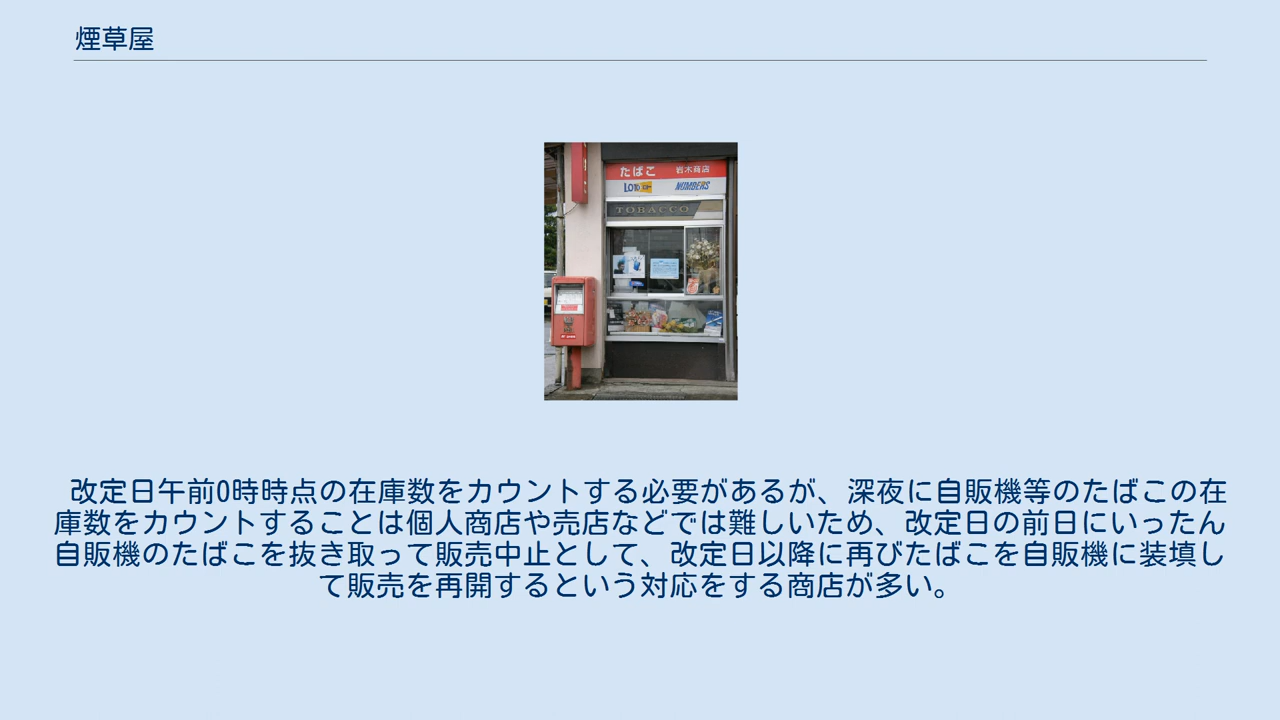 煙草屋
たばこ 岩木商店
LOTO NUMBERS
TOBACCO
改定日午前0時時点の在庫数をカウントする必要があるが、深夜に自販機等のたばこの在
庫数をカウントすることは個人商店や売店などでは難しいため、改定日の前日にいったん
自販機のたばこを抜き取って販売中止として、改定日以降に再びたばこを自販機に装填し
て販売を再開するという対応をする商店が多い。